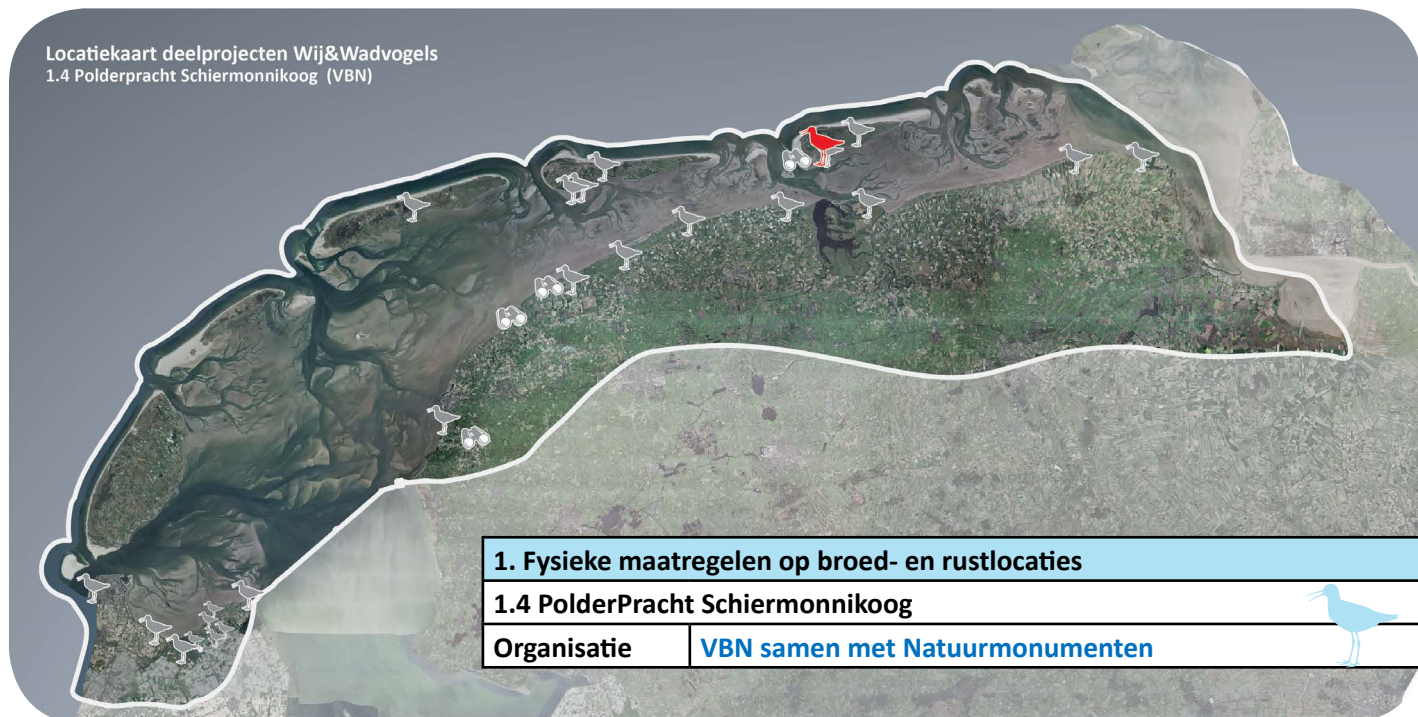 Locatiekaart deelprojecten Wij&Wadvogels
1.4 Polderpracht Schiermonnikoog (VBN)
1. Fysieke maatregelen op broed- en rustlocaties
1.4 PolderPracht Schiermonnikoog
Organisatie VBN samen met Natuurmonumenten